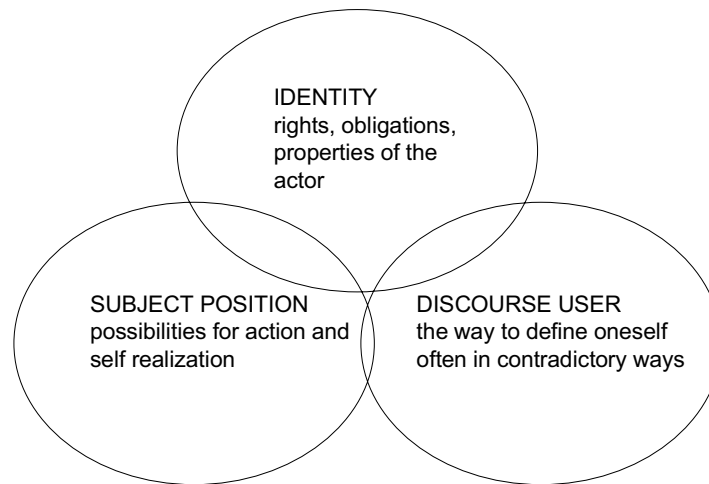 IDENTITY
rights, obligations,
properties of the
actor
SUBJECT POSITION
possibilities for action and
self realization
DISCOURSE USER
the way to define oneself
often in contradictory ways